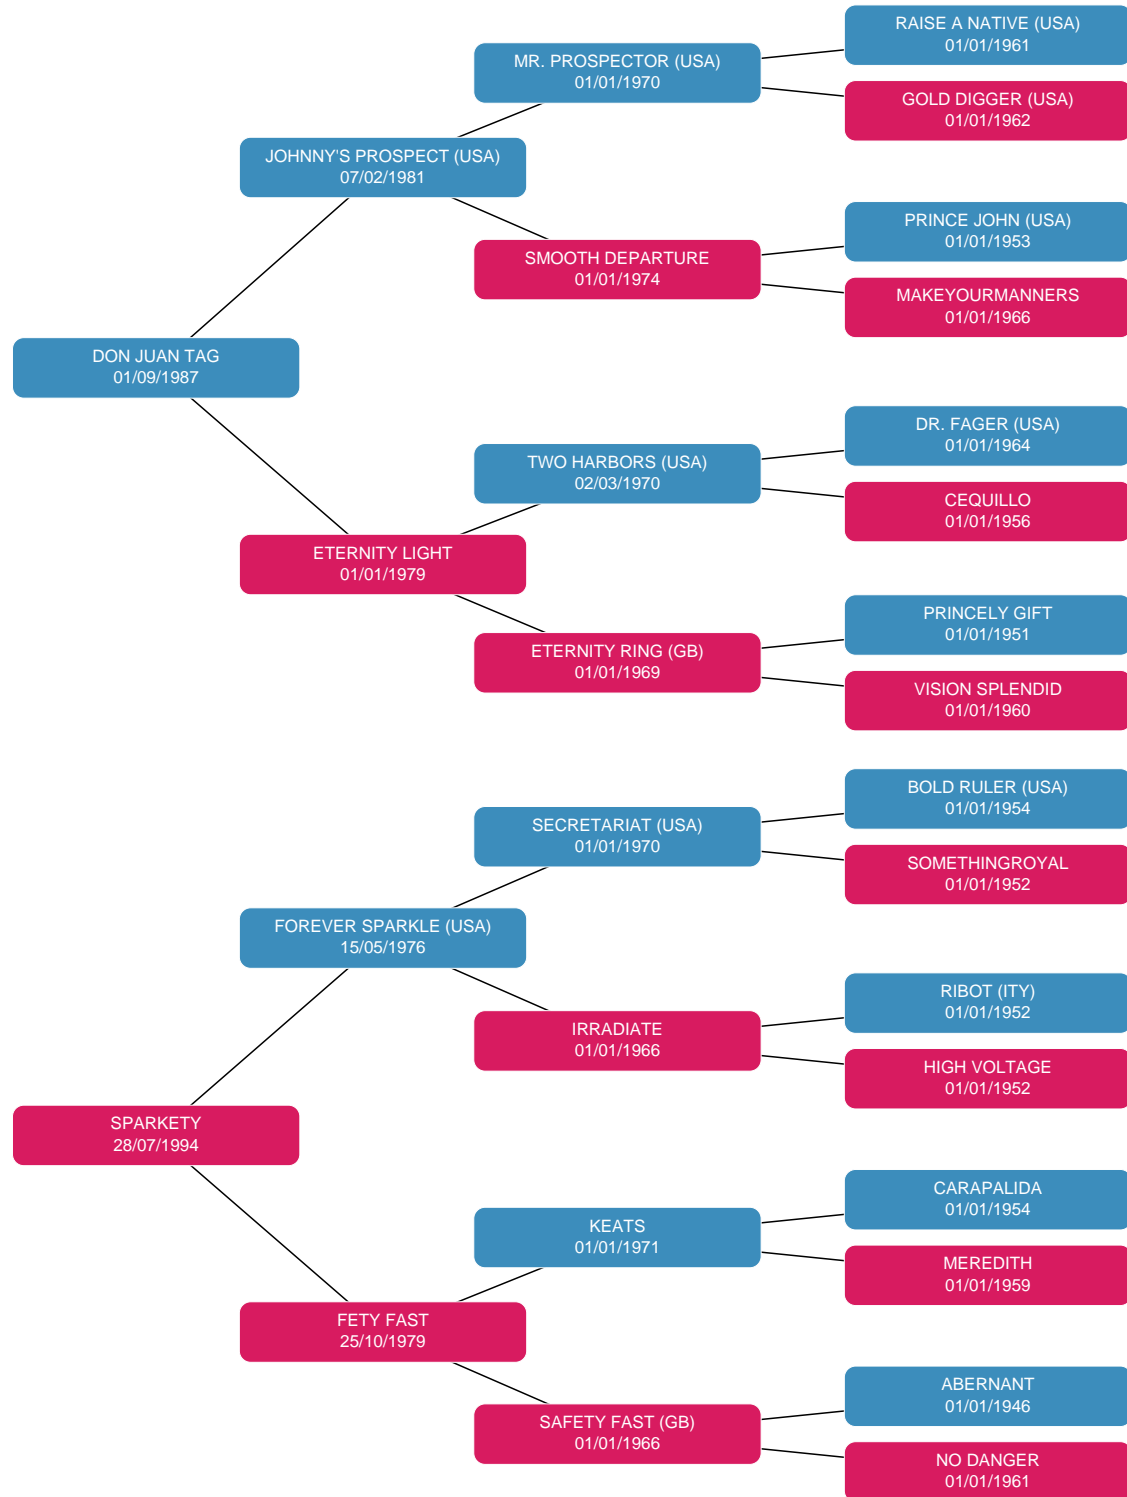 RAISE A NATIVE (USA)
01/01/1961
MR. PROSPECTOR (USA)
01/01/1970
GOLD DIGGER (USA)
01/01/1962
JOHNNY'S PROSPECT (USA)
07/02/1981
PRINCE JOHN (USA)
01/01/1953
SMOOTH DEPARTURE
01/01/1974
MAKEYOURMANNERS
01/01/1966
DON JUAN TAG
01/09/1987
DR. FAGER (USA)
01/01/1964
TWO HARBORS (USA)
02/03/1970
CEQUILLO
01/01/1956
ETERNITY LIGHT
01/01/1979
PRINCELY GIFT
01/01/1951
ETERNITY RING (GB)
01/01/1969
VISION SPLENDID
01/01/1960
BOLD RULER (USA)
01/01/1954
SECRETARIAT (USA)
01/01/1970
SOMETHINGROYAL
01/01/1952
FOREVER SPARKLE (USA)
15/05/1976
RIBOT (ITY)
01/01/1952
IRRADIATE
01/01/1966
HIGH VOLTAGE
01/01/1952
SPARKETY
28/07/1994
CARAPALIDA
01/01/1954
KEATS
01/01/1971
MEREDITH
01/01/1959
FETY FAST
25/10/1979
ABERNANT
01/01/1946
SAFETY FAST (GB)
01/01/1966
NO DANGER
01/01/1961